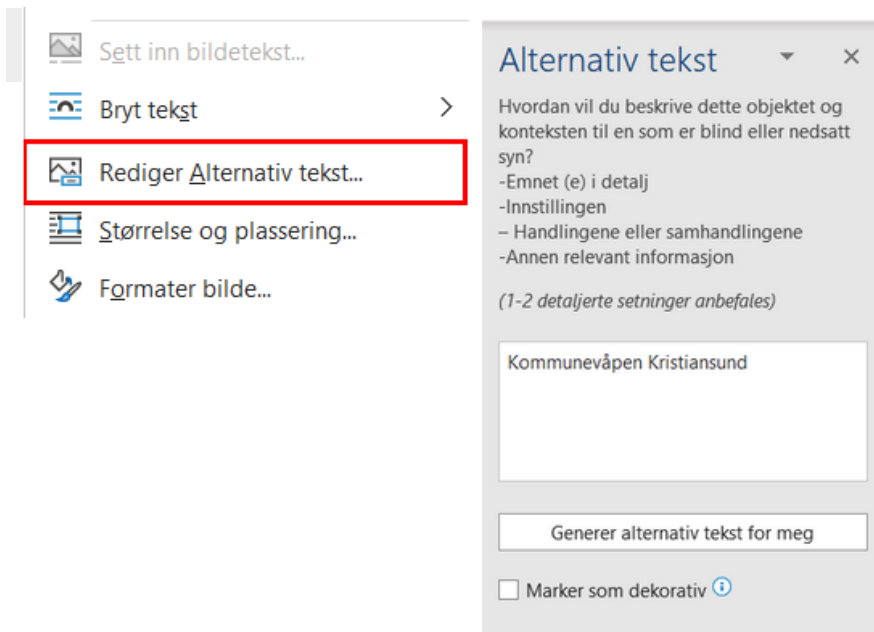 Sett inn bildetekst...
Bryt tekst
Rediger Alternativ tekst...
Størrelse og plassering...
Formater bilde...
Alternativ tekst
Hvordan vil du beskrive dette objektet og
konteksten til en som er blind eller nedsatt
syn?
-Emnet (e) i detalj
-Innstillingen
– Handlingene eller samhandlingene
-Annen relevant informasjon
(1-2 detaljerte setninger anbefales)
Kommunevåpen Kristiansund
Generer alternativ tekst for meg
Marker som dekorativ